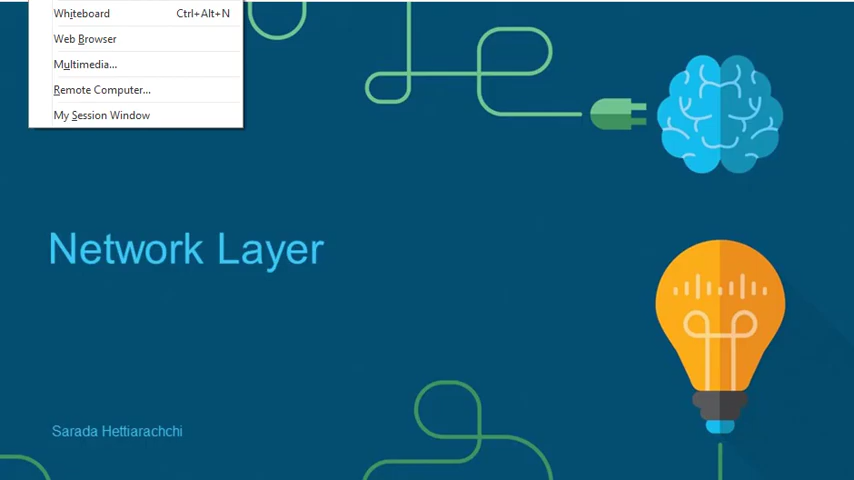 Whiteboard Ctrl+Alt+N
Web Browser
Multimedia...
Remote Computer...
My Session Window
Network Layer
Sarada Hettiarachchi